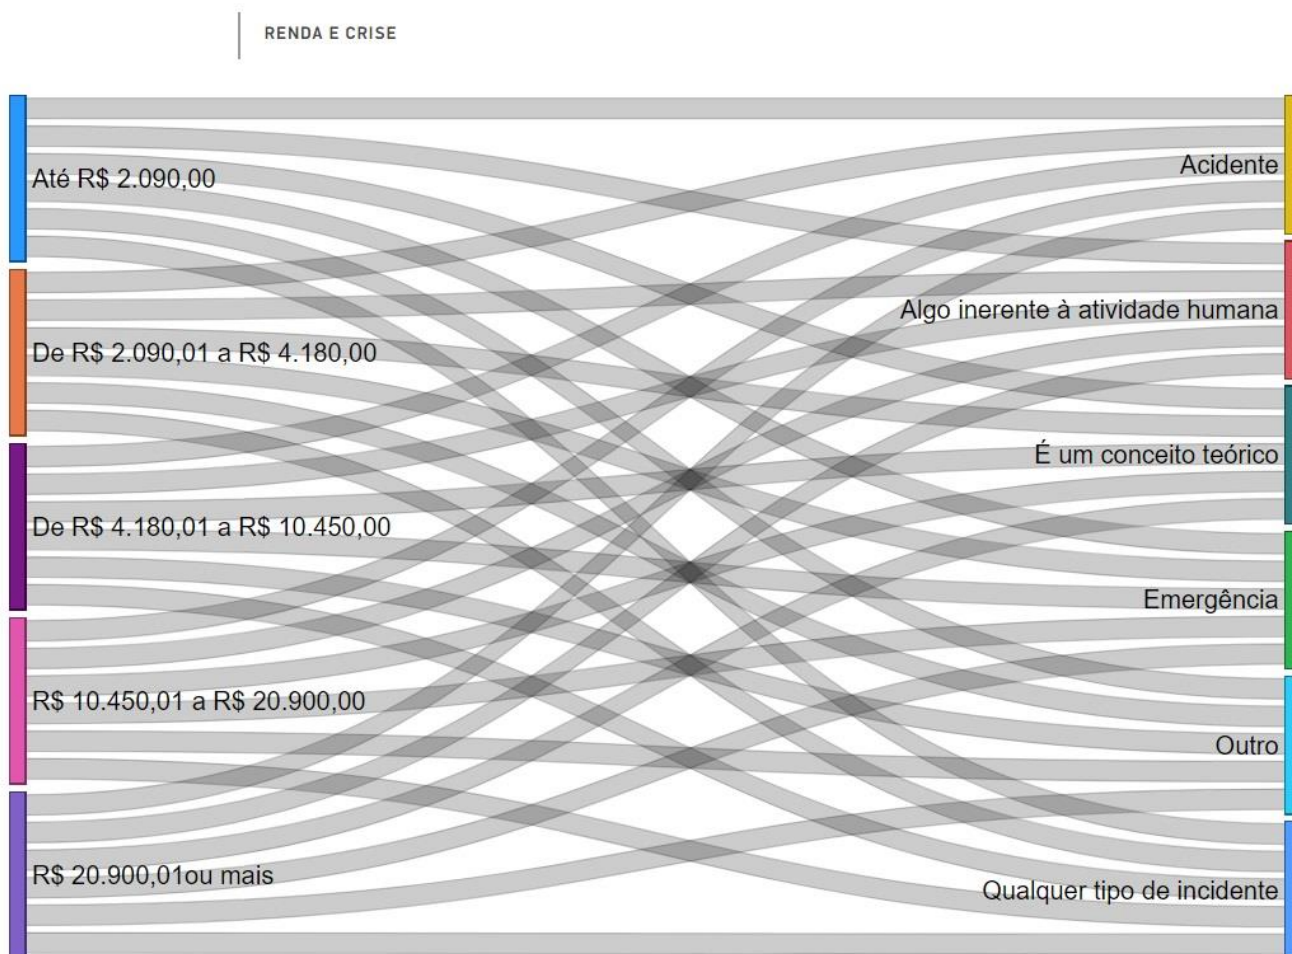 RENDA E CRISE
Até R$ 2.090,00
De R$ 2.090,01 a R$ 4.180,00
De R$ 4.180,01 a R$ 10.450,00
R$ 10.450,01 a R$ 20.900,00
R$ 20.900,01ou mais
Acidente
Algo inerente à atividade humana
É um conceito teórico
Emergência
Outro
Qualquer tipo de incidente